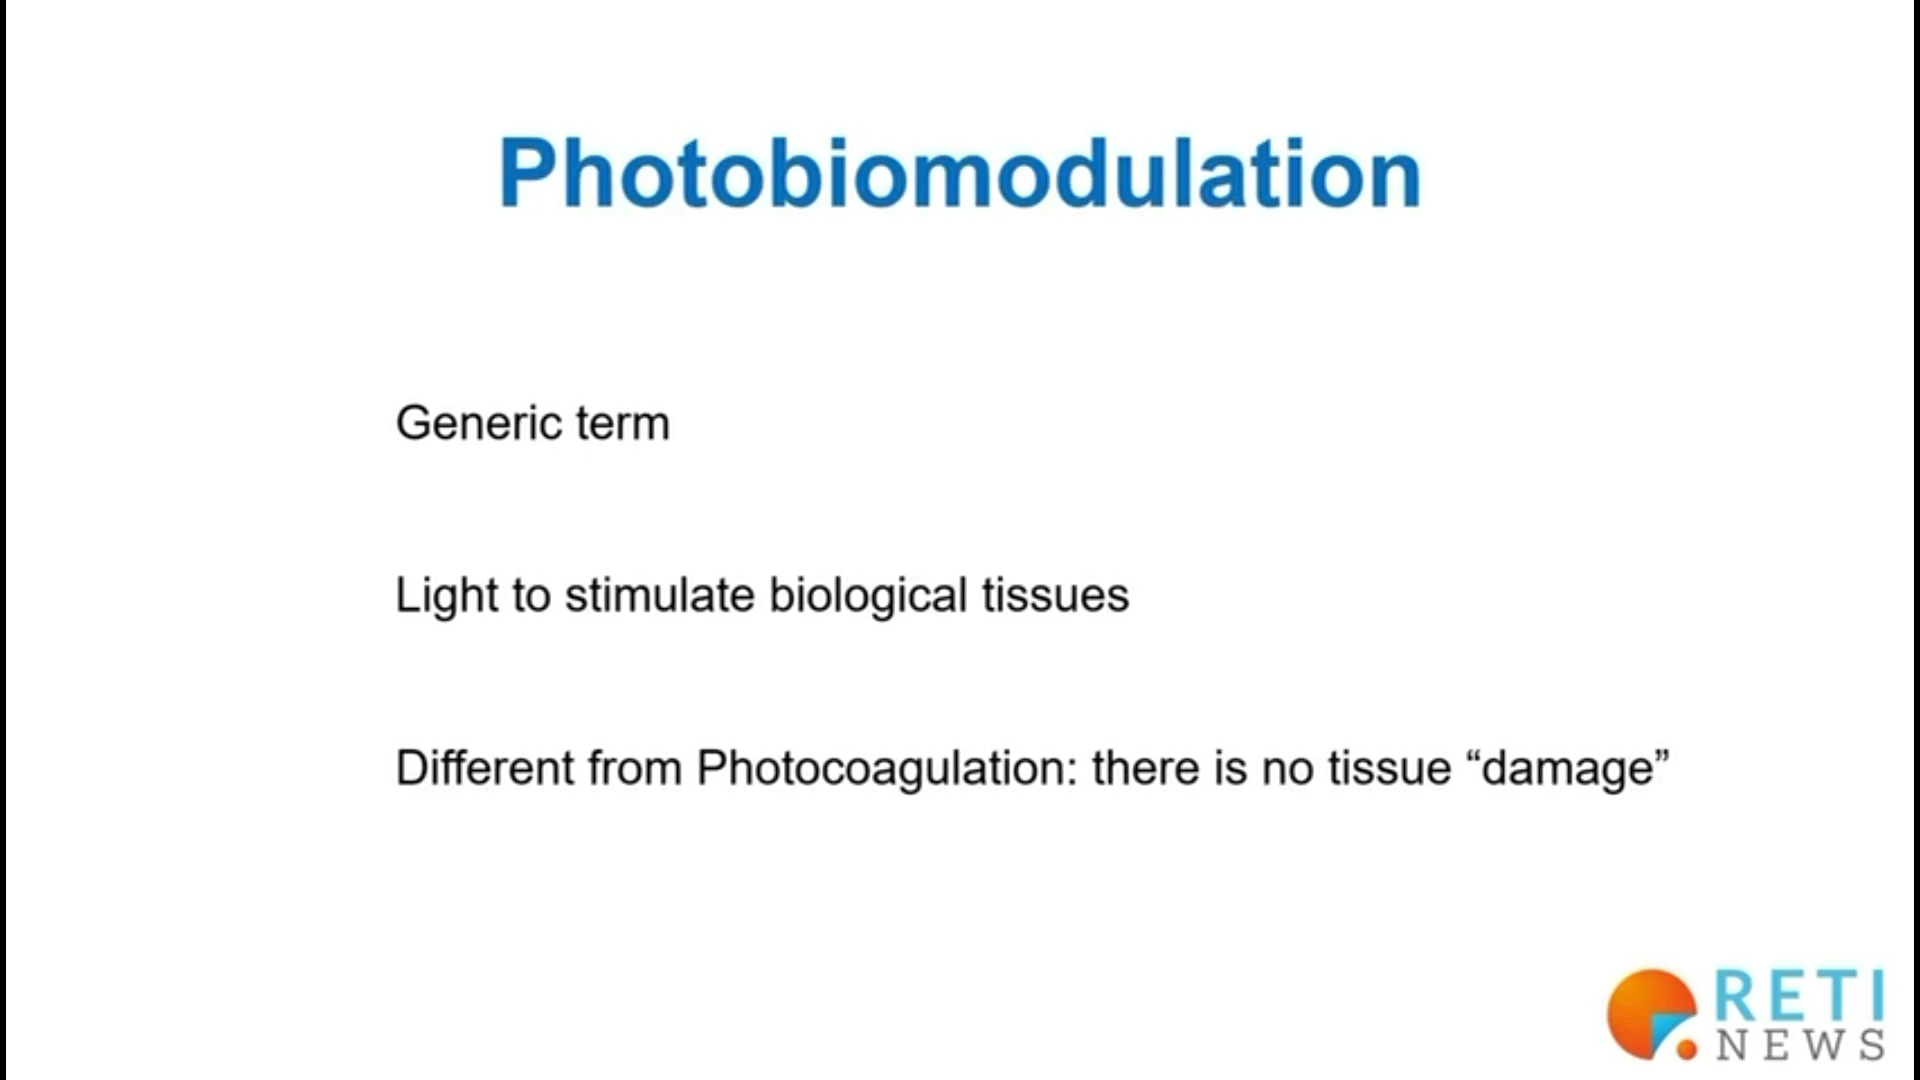 Photobiomodulation
Generic term
Light to stimulate biological tissues
Different from Photocoagulation: there is no tissue “damage”
RETI
NEWS